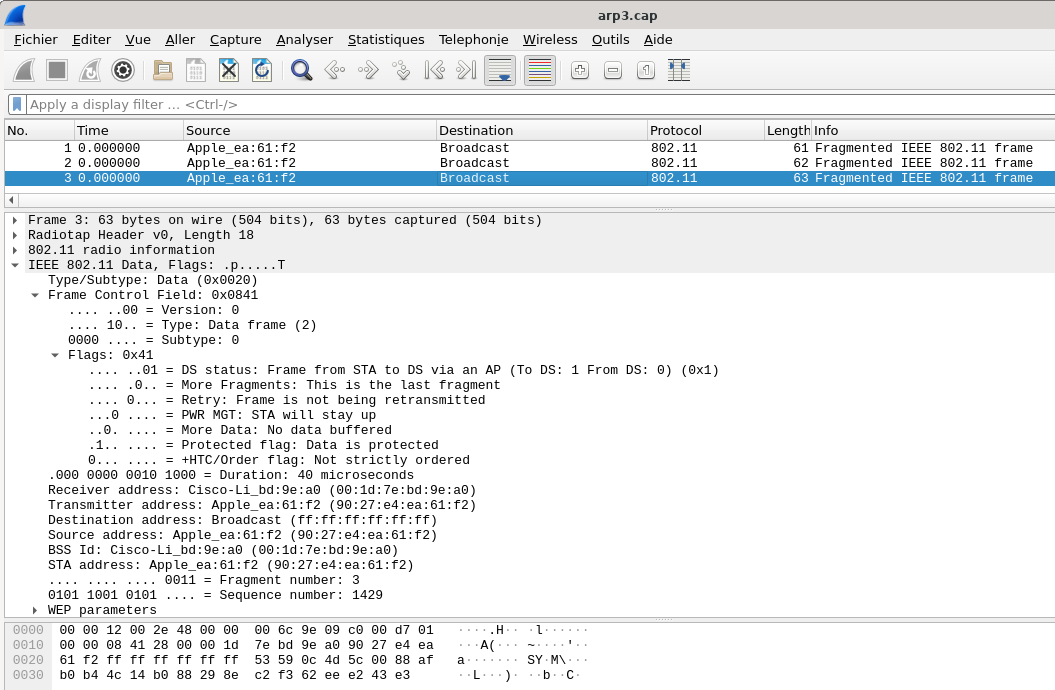 arp3.cap
Fichier Editer Vue Aller Capture Analyser Statistiques Telephonie Wireless Outils Aide
Apply a display filter … <Ctrl-/>
No. Time Source Destination Protocol Length Info
1 0.000000 Apple_ea:61:f2 Broadcast 802.11 61 Fragmented IEEE 802.11 frame
2 0.000000 Apple_ea:61:f2 Broadcast 802.11 62 Fragmented IEEE 802.11 frame
3 0.000000 Apple_ea:61:f2 Broadcast 802.11 63 Fragmented IEEE 802.11 frame
Frame 3: 63 bytes on wire (504 bits), 63 bytes captured (504 bits)
Radiotap Header v0, Length 18
802.11 radio information
IEEE 802.11 Data, Flags: .p.....T
Type/Subtype: Data (0x0020)
Frame Control Field: 0x0841
.... ..00 = Version: 0
.... 10.. = Type: Data frame (2)
0000 .... = Subtype: 0
Flags: 0x41
.... ..01 = DS status: Frame from STA to DS via an AP (To DS: 1 From DS: 0) (0x1)
.... .0.. = More Fragments: This is the last fragment
.... 0... = Retry: Frame is not being retransmitted
...0 .... = PWR MGT: STA will stay up
..0. .... = More Data: No data buffered
.1.. .... = Protected flag: Data is protected
0... .... = +HTC/Order flag: Not strictly ordered
.000 0000 0010 1000 = Duration: 40 microseconds
Receiver address: Cisco-Li_bd:9e:a0 (00:1d:7e:bd:9e:a0)
Transmitter address: Apple_ea:61:f2 (90:27:e4:ea:61:f2)
Destination address: Broadcast (ff:ff:ff:ff:ff:ff)
Source address: Apple_ea:61:f2 (90:27:e4:ea:61:f2)
BSS Id: Cisco-Li_bd:9e:a0 (00:1d:7e:bd:9e:a0)
STA address: Apple_ea:61:f2 (90:27:e4:ea:61:f2)
.... .... .... 0011 = Fragment number: 3
0101 1001 0101 .... = Sequence number: 1429
WEP parameters
0000 00 00 12 00 2e 48 00 00 00 6c 9e 09 c0 00 d7 01 ····.H·· ·l······
0010 00 00 08 41 28 00 00 1d 7e bd 9e a0 90 27 e4 ea ···A(··· ~····'··
0020 61 f2 ff ff ff ff ff ff 53 59 0c 4d 5c 00 88 af a······· SY·M\···
0030 b0 b4 4c 14 b0 88 29 8e c2 f3 62 ee e2 43 e3 ··L···)· ··b··C·